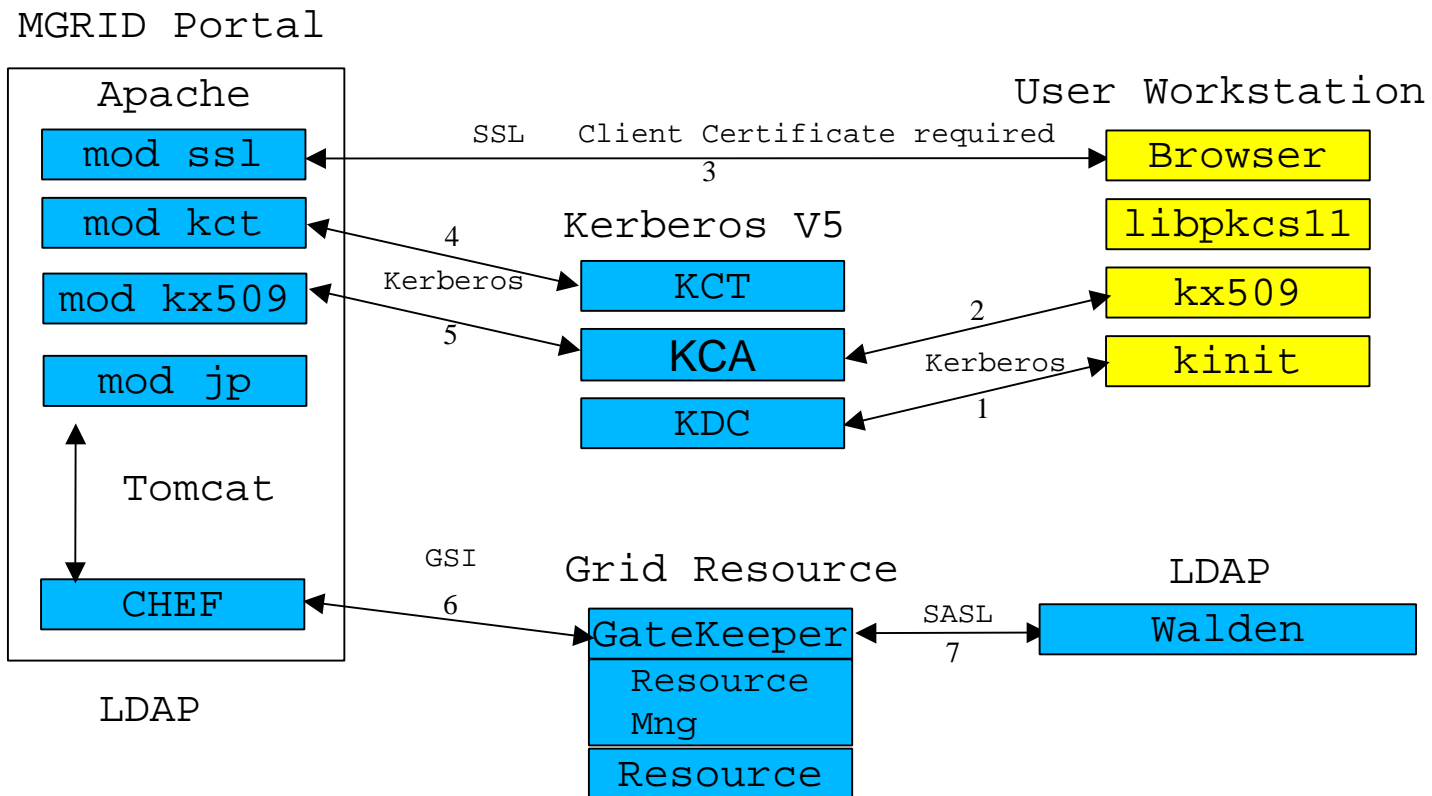 MGRID Portal
Apache
mod ssl
mod kct
mod kx509
mod jp
Tomcat
CHEF
LDAP
SSL Client Certificate required
3
4
Kerberos
5
Kerberos V5
KCT
KCA
KDC
2
Kerberos
1
User Workstation
Browser
libpkcs11
kx509
kinit
GSI
6
Grid Resource
GateKeeper
Resource
Mng
Resource
SASL
7
LDAP
Walden